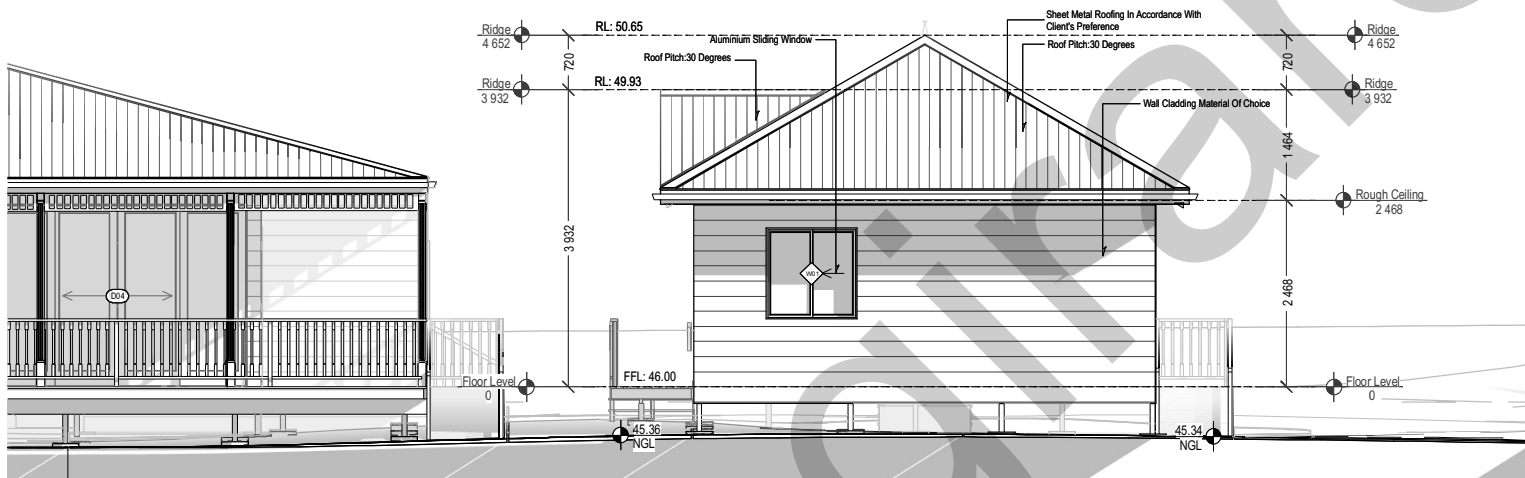 Ridge
4 652
RL: 50.65
720
Aluminium Sliding Window
Roof Pitch:30 Degrees
Sheet Metal Roofing In Accordance With
Client's Preference
Roof Pitch:30 Degrees
720
Ridge
4 652
Ridge
3 932
RL: 49.93
Wall Cladding Material Of Choice
Ridge
3 932
1 464
Rough Ceiling
2 468
3 932
W01
D04
2 468
Floor Level
0
FFL: 46.00
Floor Level
0
45.36
NGL
45.34
NGL